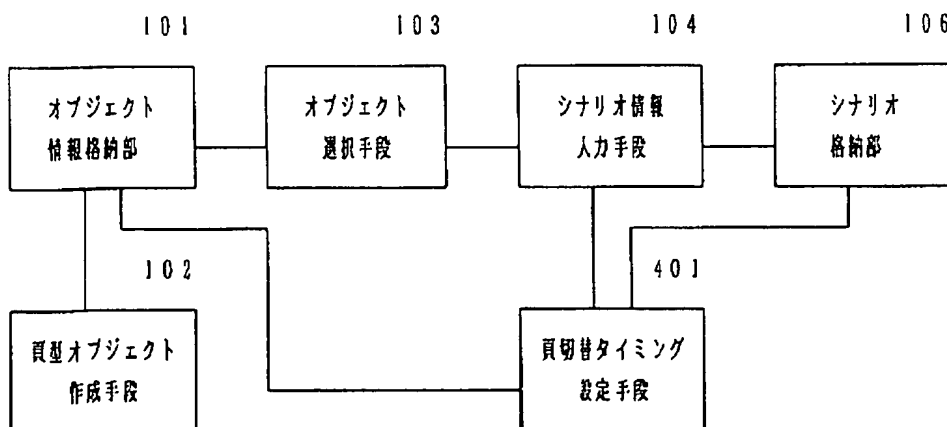 101
103
104
106
オブジェクト
情報格納部
オブジェクト
選択手段
シナリオ情報
入力手段
シナリオ
格納部
102
401
頁型オブジェクト
作成手段
頁切替タイミング
設定手段